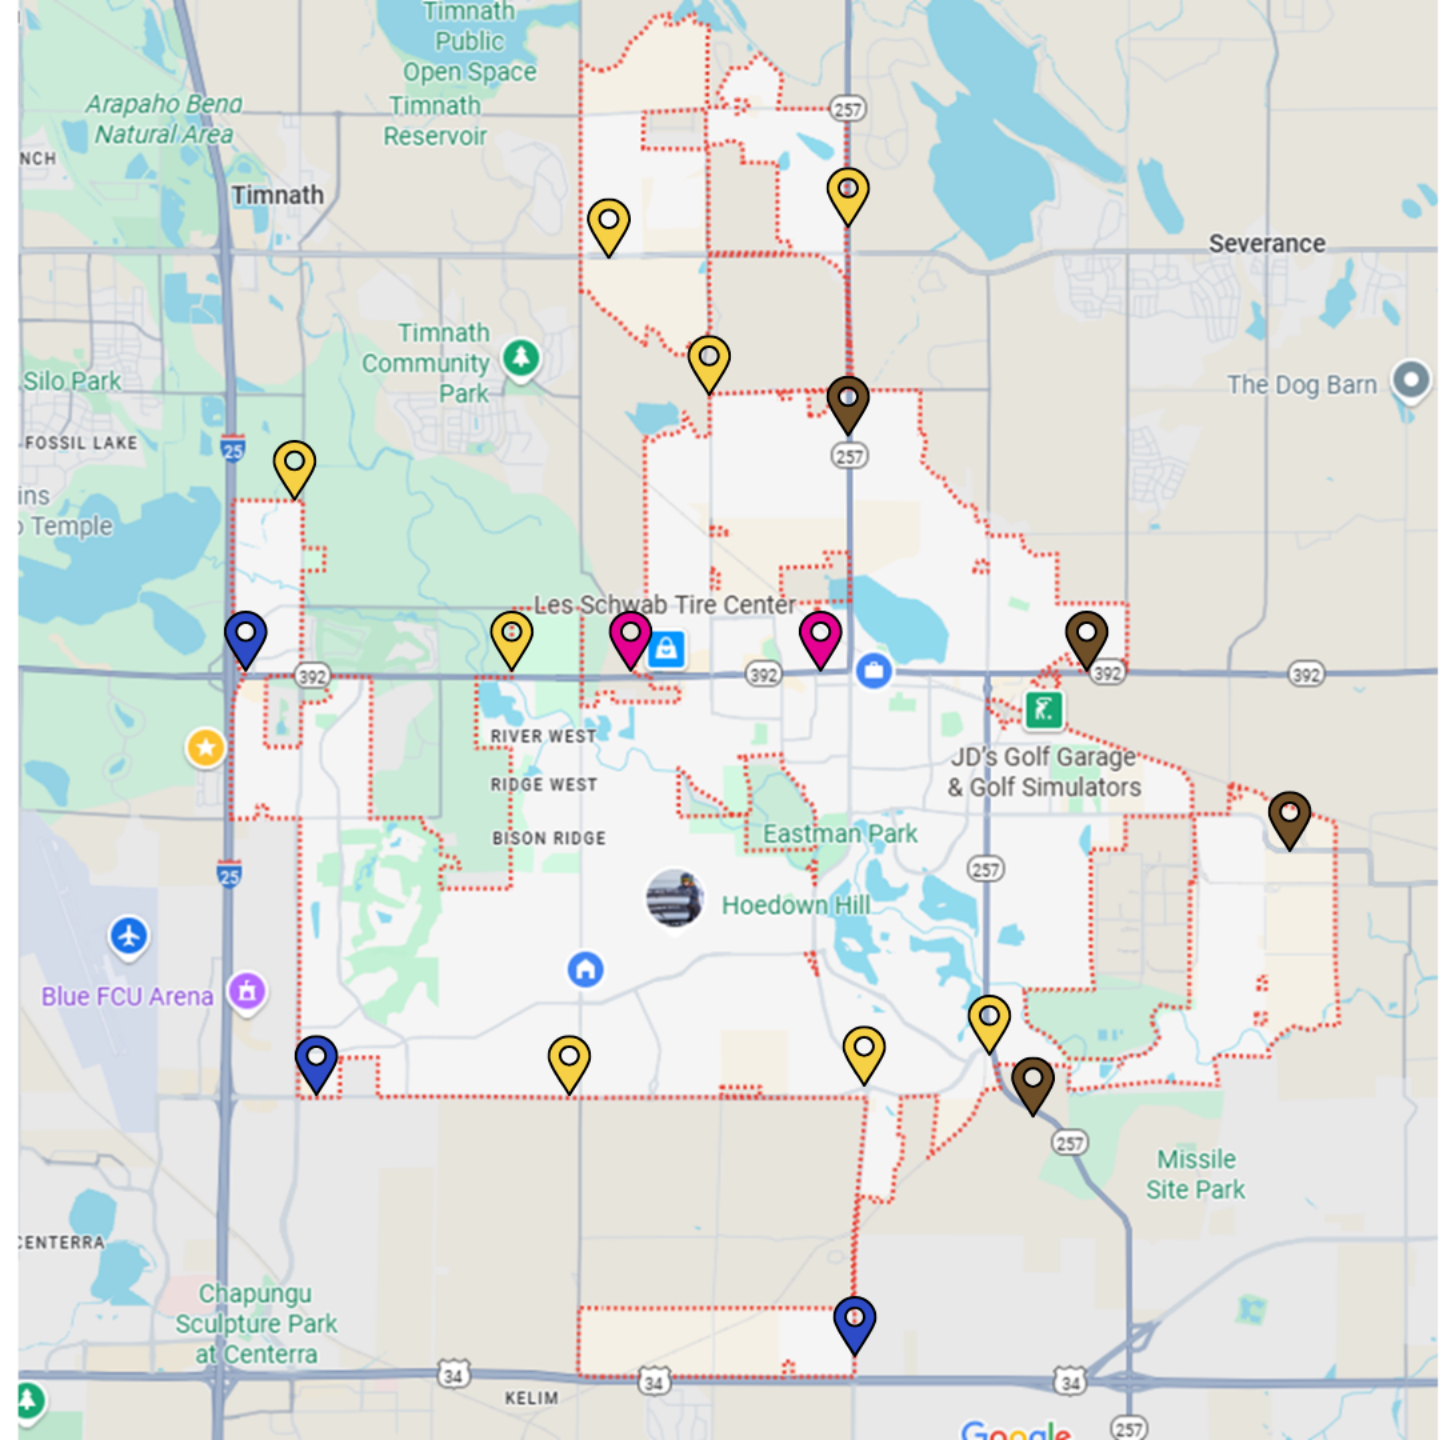 Timnath
Public
Open Space
Timnath
Reservoir
Arapaho Bend
Natural Area
NCH
257
Timnath
Severance
Timnath
Community
Park
Silo Park
The Dog Barn
FOSSIL LAKE
25
257
ins
o Temple
Les Schwab Tire Center
392
392
392
392
RIVER WEST
RIDGE WEST
BISON RIDGE
JD's Golf Garage
& Golf Simulators
Eastman Park
25
257
Hoedown Hill
Blue FCU Arena
257
Missile
Site Park
CENTERRA
Chapungu
Sculpture Park
at Centerra
34
34
34
KELIM
257
Google